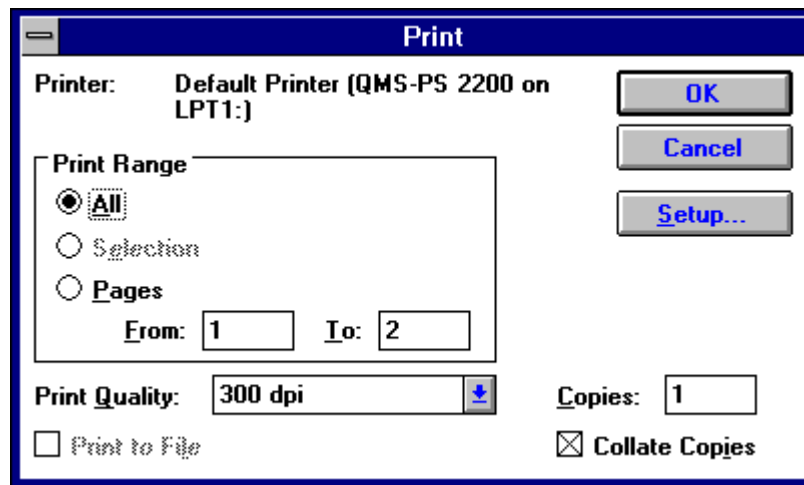 Print
Printer: Default Printer (QMS-PS 2200 on
LPT1:)
OK
Cancel
Setup...
Print Range
All
Selection
Pages
From: 1 To: 2
Print Quality: 300 dpi
Copies: 1
Print to File
Collate Copies